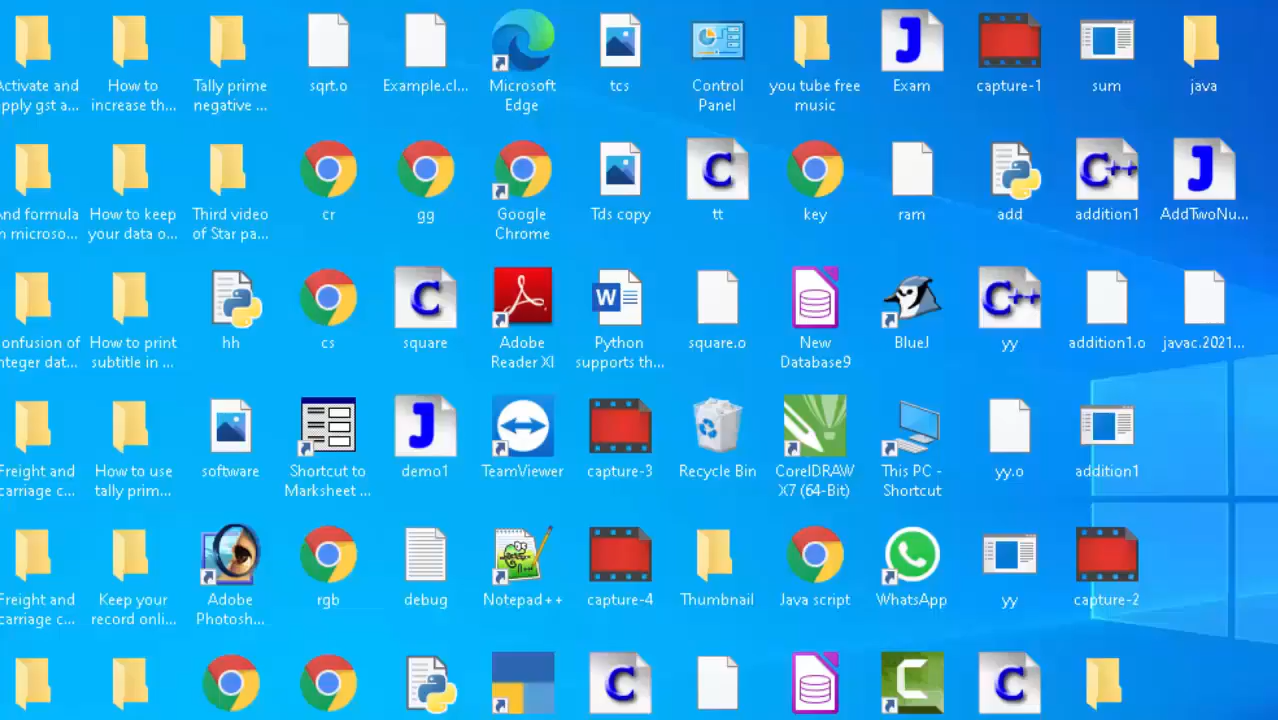 Activate and
pply gst a...
How to
increase th...
Tally prime
negative ...
sqrt.o
Example.cl...
Microsoft
Edge
tcs
Control
Panel
you tube free
music
J
Exam
capture-1
sum
java
And formula
n microso...
How to keep
your data o...
Third video
of Star pa...
cr
gg
Google
Chrome
Tds copy
C
tt
key
ram
add
C++
addition1
J
AddTwoNu...
onfusion of
nteger dat...
How to print
subtitle in ...
hh
cs
C
square
Adobe
Reader XI
W
Python
supports th...
square.o
New
Database9
BlueJ
C++
yy
addition1.o
javac.2021...
Freight and
carriage c...
How to use
tally prim...
software
Shortcut to
Marksheet ...
J
demo1
TeamViewer
capture-3
Recycle Bin
CorelDRAW
X7 (64-Bit)
This PC -
Shortcut
yy.o
addition1
Freight and
carriage c...
Keep your
record onli...
Adobe
Photosh...
rgb
debug
Notepad++
capture-4
Thumbnail
Java script
WhatsApp
yy
capture-2
C
C
C